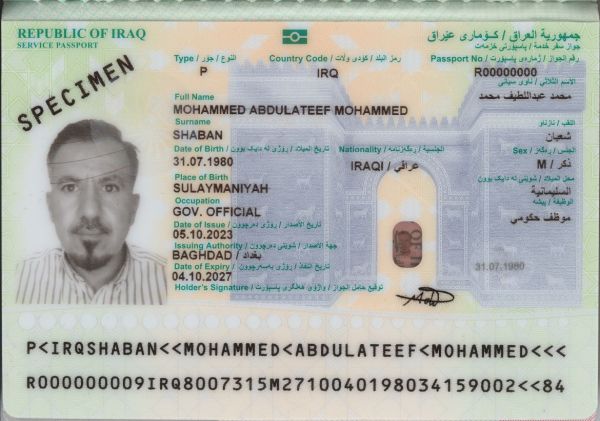 REPUBLIC OF IRAQ
جمهورية العراق / كۆماری عێراق
SERVICE PASSPORT
جواز سفر خدمة / پاسپۆرتی خزمەت
النوع / جۆر / Type
رمز البلد / كۆدی وڵات / Country Code
رقم الجواز / ژمارەی پاسپۆرت / Passport No
P
IRQ
R00000000
SPECIMEN
الاسم الثلاثي / ناوی سیانی
Full Name
محمد عبداللطيف محمد
MOHAMMED ABDULATEEF MOHAMMED
Surname
اللقب / نازناو
SHABAN
شعبان
Date of Birth / تاريخ الميلاد / ڕۆژی لە دایک بوون
Nationality / الجنسية / ڕەگەزنامە
Sex / الجنس / ڕەگەز
31.07.1980
IRAQI / عراقي
M / ذكر
Place of Birth
محل الميلاد / شوێنی لە دایک بوون
SULAYMANIYAH
السليمانية
Occupation
الوظيفة / پیشە
GOV. OFFICIAL
موظف حكومي
Date of Issue / تاريخ الأصدار / ڕۆژی دەرچوون
05.10.2023
Issuing Authority / جهة الأصدار / شوێنی دەرچوون
BAGHDAD / بغداد
31.07.1980
Date of Expiry / تاريخ النفاذ / ڕۆژی بەسەرچوون
04.10.2027
Holder's Signature / توقيع حامل الجواز / واژۆی هەڵگری پاسپۆرت
P<IRQSHABAN<<MOHAMMED<ABDULATEEF<MOHAMMED<<<
R000000009IRQ8007315M2710040198034159002<<84